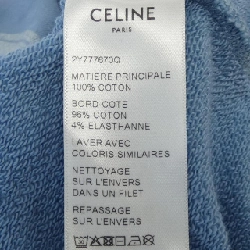 CELINE
PARIS
2Y777670Q
MATIERE PRINCIPALE
100% COTON
BORD COTE
96% COTON
4% ELASTHANNE
LAVER AVEC
COLORIS SIMILAIRES
NETTOYAGE
SUR L'ENVERS
DANS UN FILET
REPASSAGE
SUR L'ENVERS